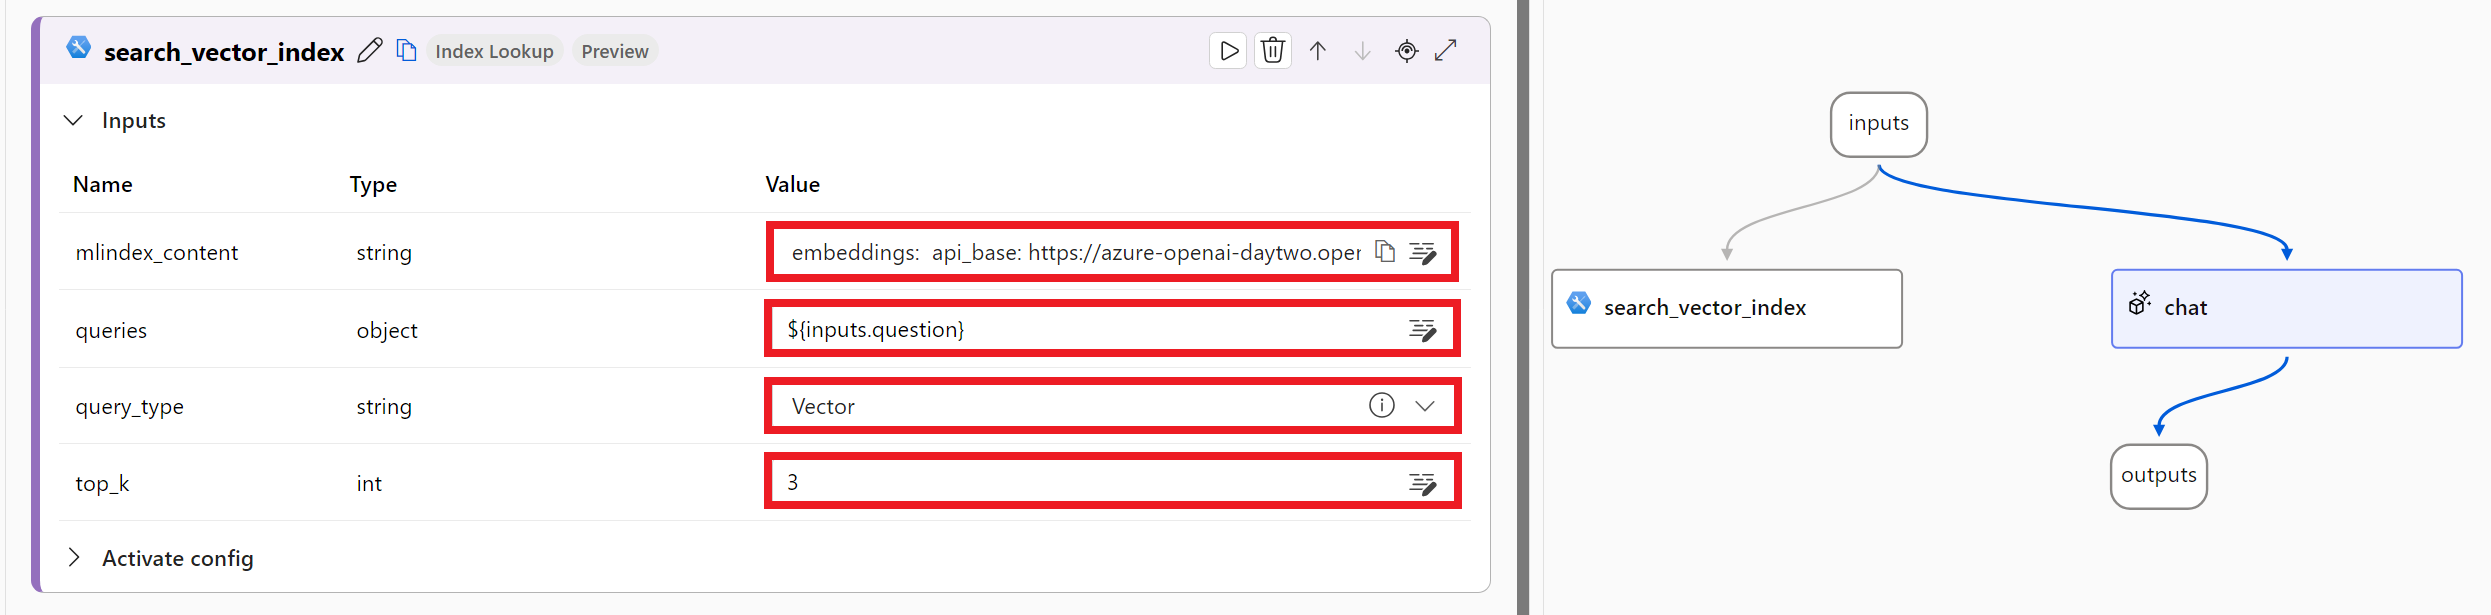 search_vector_index Index Lookup Preview
Inputs
Name Type Value
mlindex_content string embeddings: api_base: https://azure-openai-daytwo.oper
queries object ${inputs.question}
query_type string Vector
top_k int 3
Activate config
inputs
search_vector_index
chat
outputs